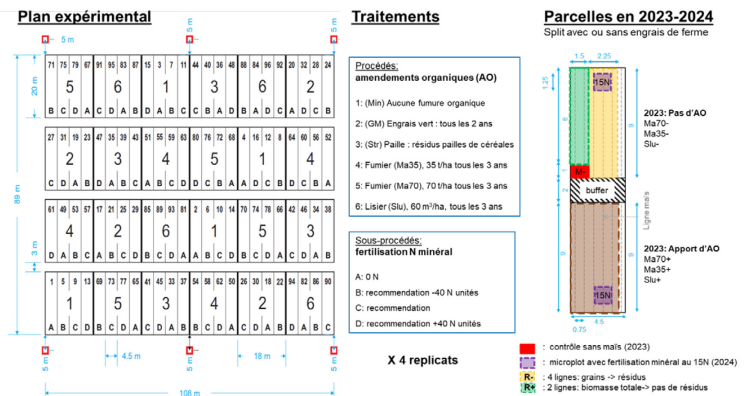 Plan expérimental
5 m
5 m
5 m
71 75 79 67 91 95 83 87 15 3 7 11 44 40 36 48 84 88 96 92 20 32 28 24
5 6 1 3 6 2
B C D A C D A B D A B C D C B A A B D C A D C B
27 31 19 23 47 35 39 43 51 55 59 63 80 76 72 68 4 16 12 8 64 60 56 52
2 3 4 5 1 4
61 49 53 57 17 21 25 29 85 89 93 81 2 6 10 14 70 74 78 66 42 46 34 38
4 2 6 1 5 3
1 5 9 13 69 73 77 65 41 45 33 37 54 58 62 50 26 30 18 22 94 82 86 90
1 5 3 4 2 6
20 m
89 m
3 m
5 m
5 m
5 m
4.5 m
18 m
108 m
Traitements
Procédés:
amendements organiques (AO)
1: (Min) Aucune fumure organique
2: (GM) Engrais vert : tous les 2 ans
3: (Str) Paille : résidus pailles de céréales
4: Fumier (Ma35), 35 t/ha tous les 3 ans
5: Fumier (Ma70), 70 t/ha tous les 3 ans
6: Lisier (Slu), 60 m³/ha, tous les 3 ans
Sous-procédés:
fertilisation N minéral
A: 0 N
B: recommendation -40 N unités
C: recommendation
D: recommendation +40 N unités
X 4 replicats
Parcelles en 2023-2024
Split avec ou sans engrais de ferme
1.5 2.25
1.25
15N
2023: Pas d'AO
Ma70-
Ma35-
Slu-
M-
buffer
Ligne maïs
2023: Apport d'AO
Ma70+
Ma35+
Slu+
15N
0.75 4.5
: contrôle sans maïs (2023)
: microplot avec fertilisation minéral au 15N (2024)
R- : 4 lignes: grains -> résidus
R+ : 2 lignes: biomasse totale-> pas de résidus